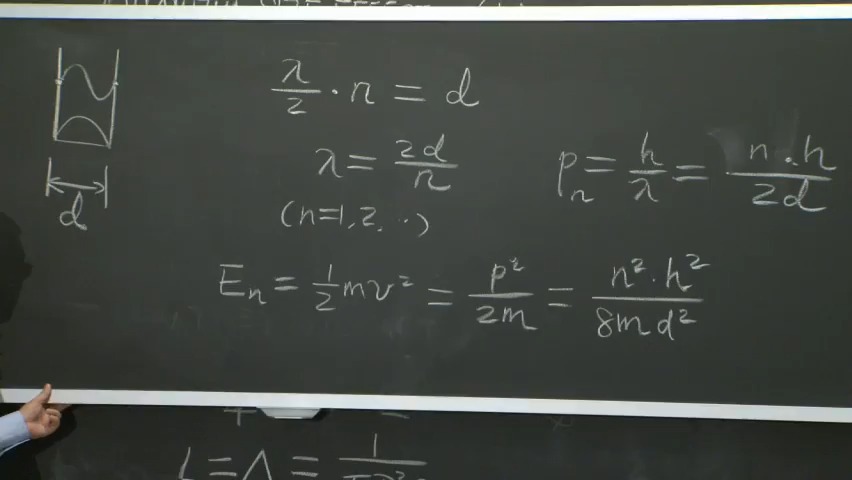 λ/2 · n = d
λ = 2d/n
p_n = h/λ = n · h/2d
d
(n=1, 2, ··)
E_n = 1/2 mv² = p²/2m = n² · h²/8md²